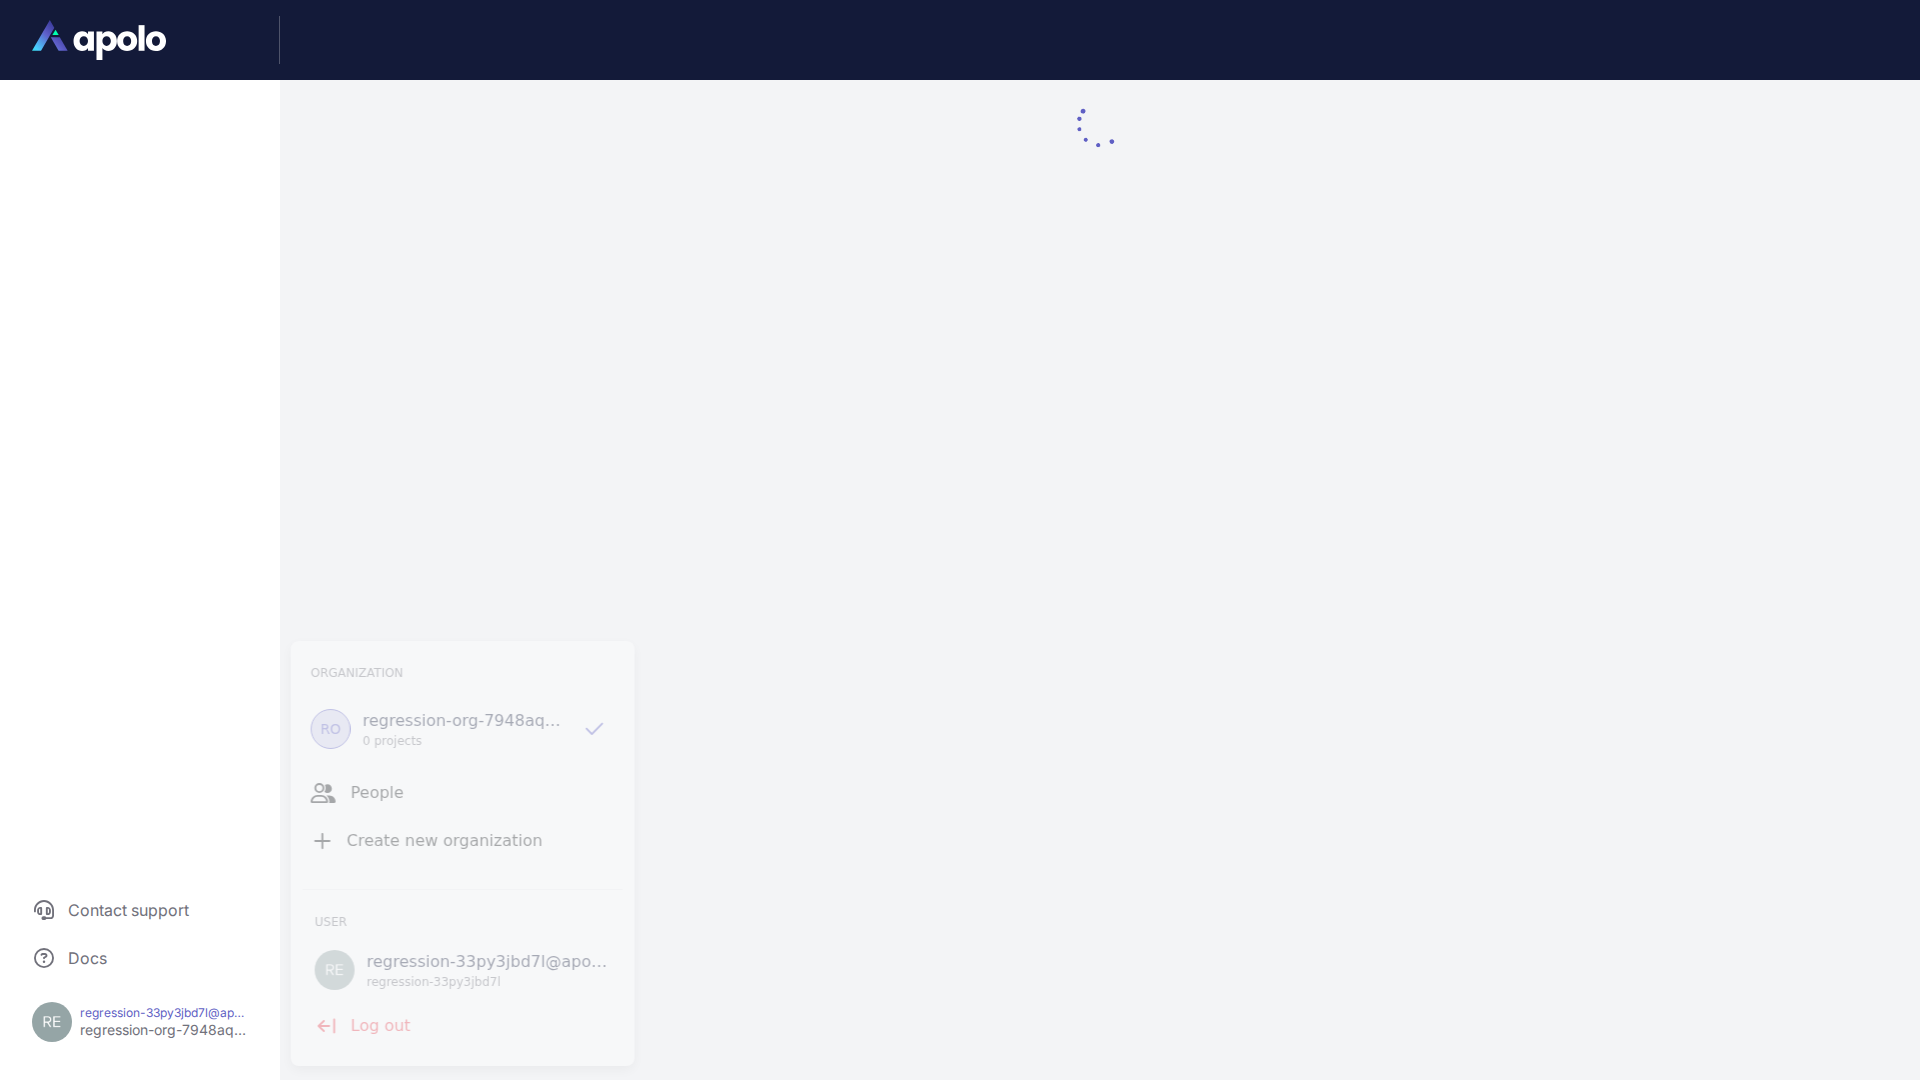 apolo
ORGANIZATION
RO
regression-org-7948aq...
0 projects
People
Create new organization
USER
RE
regression-33py3jbd7l@apo...
regression-33py3jbd7l
Log out
Contact support
Docs
RE
regression-33py3jbd7l@ap...
regression-org-7948aq...